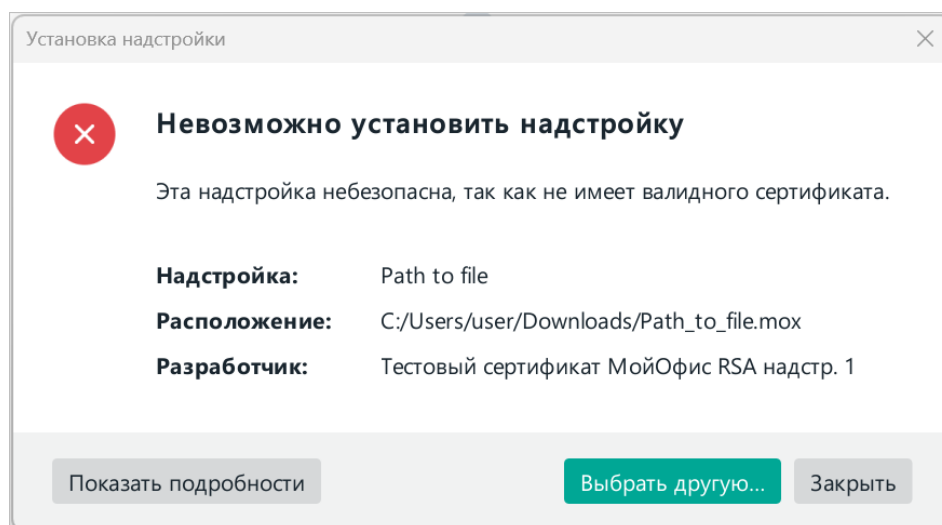 Установка надстройки
Невозможно установить надстройку
Эта надстройка небезопасна, так как не имеет валидного сертификата.
Надстройка: Path to file
Расположение: C:/Users/user/Downloads/Path_to_file.mox
Разработчик: Тестовый сертификат МойОфис RSA надстр. 1
Показать подробности Выбрать другую... Закрыть